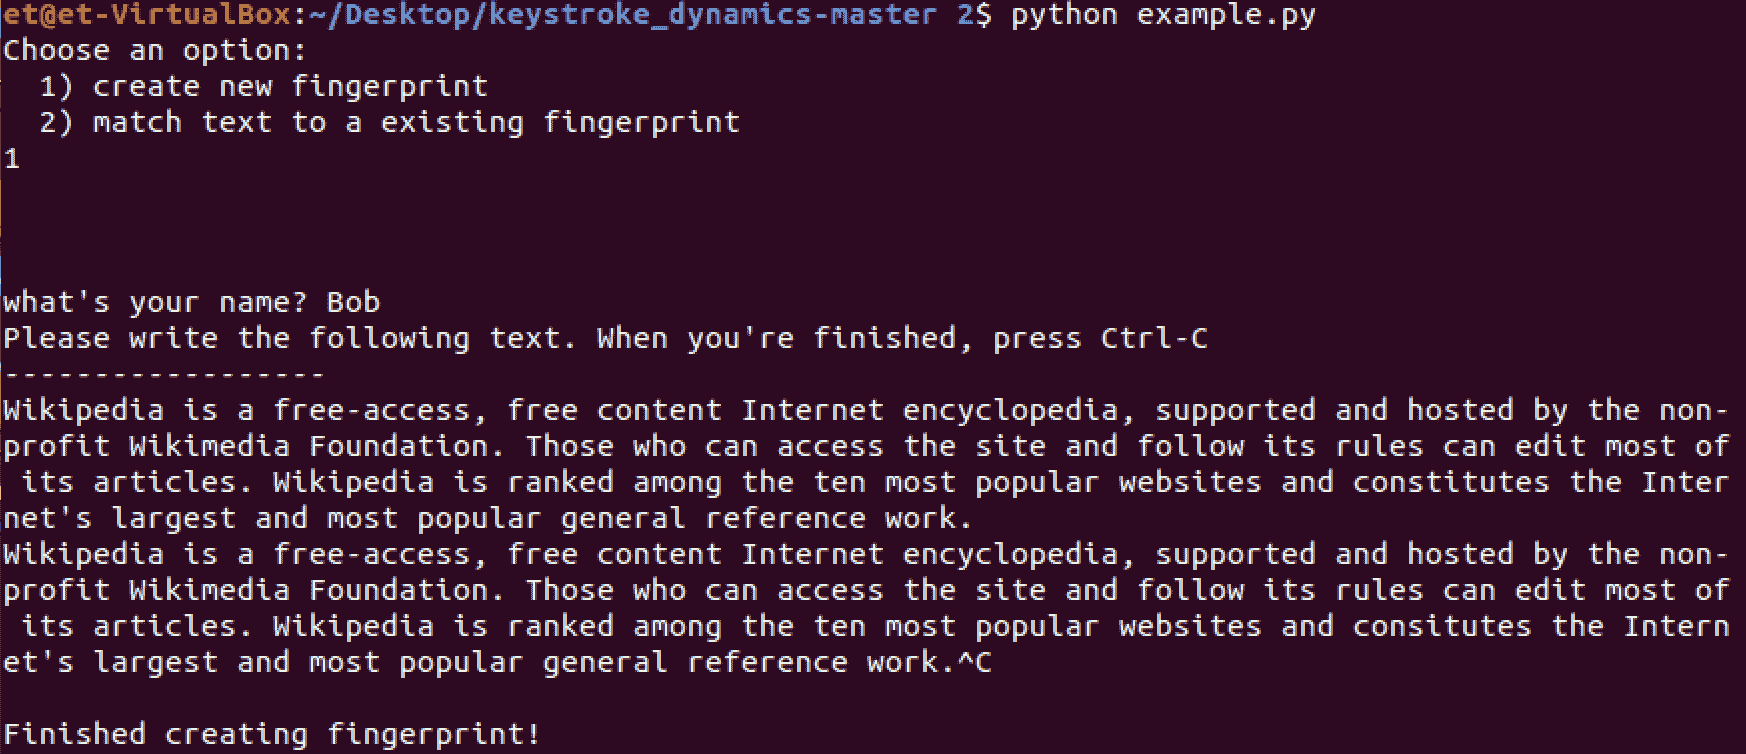 et@et-VirtualBox:~/Desktop/keystroke_dynamics-master 2$ python example.py
Choose an option:
  1) create new fingerprint
  2) match text to a existing fingerprint
1
what's your name? Bob
Please write the following text. When you're finished, press Ctrl-C
------------------
Wikipedia is a free-access, free content Internet encyclopedia, supported and hosted by the non-
profit Wikimedia Foundation. Those who can access the site and follow its rules can edit most of
 its articles. Wikipedia is ranked among the ten most popular websites and constitutes the Inter
net's largest and most popular general reference work.
Wikipedia is a free-access, free content Internet encyclopedia, supported and hosted by the non-
profit Wikimedia Foundation. Those who can access the site and follow its rules can edit most of
 its articles. Wikipedia is ranked among the ten most popular websites and consitutes the Intern
et's largest and most popular general reference work.^C
Finished creating fingerprint!